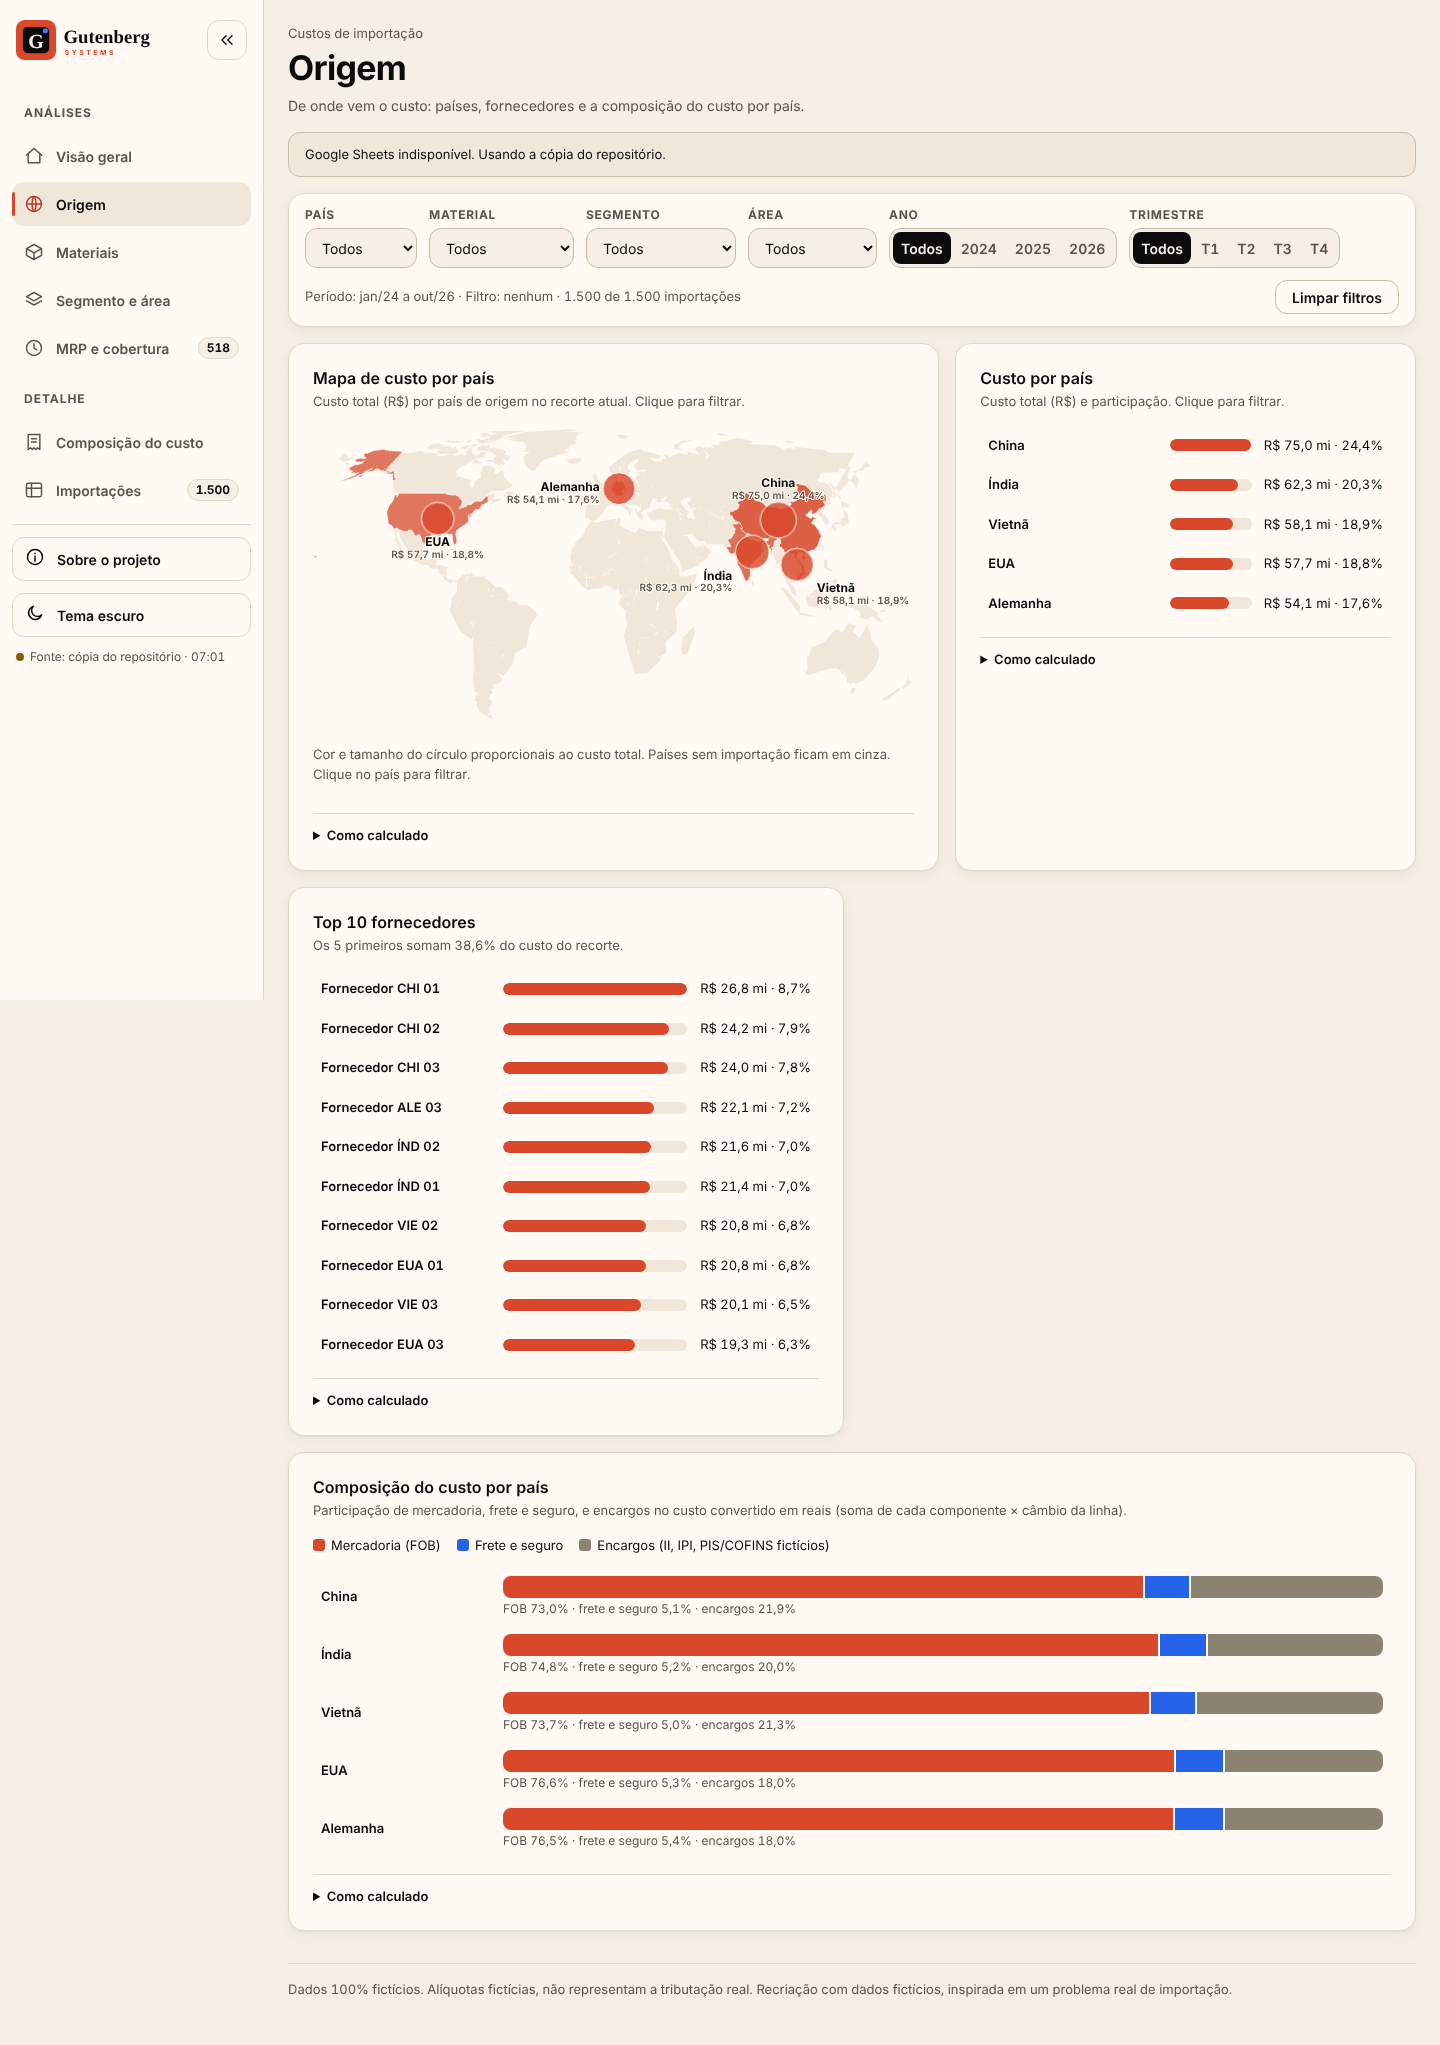 G
Gutenberg
SYSTEMS
ANÁLISES
Visão geral
Origem
Materiais
Segmento e área
MRP e cobertura 518
DETALHE
Composição do custo
Importações 1.500
Sobre o projeto
Tema escuro
Fonte: cópia do repositório · 07:01
Custos de importação
Origem
De onde vem o custo: países, fornecedores e a composição do custo por país.
Google Sheets indisponível. Usando a cópia do repositório.
PAÍS MATERIAL SEGMENTO ÁREA ANO TRIMESTRE
Todos Todos Todos Todos Todos 2024 2025 2026 Todos T1 T2 T3 T4
Período: jan/24 a out/26 · Filtro: nenhum · 1.500 de 1.500 importações
Limpar filtros
Mapa de custo por país
Custo total (R$) por país de origem no recorte atual. Clique para filtrar.
Alemanha
R$ 54,1 mi · 17,6%
China
R$ 75,0 mi · 24,4%
EUA
R$ 57,7 mi · 18,8%
Índia
R$ 62,3 mi · 20,3%
Vietnã
R$ 58,1 mi · 18,9%
Cor e tamanho do círculo proporcionais ao custo total. Países sem importação ficam em cinza.
Clique no país para filtrar.
Como calculado
Custo por país
Custo total (R$) e participação. Clique para filtrar.
China R$ 75,0 mi · 24,4%
Índia R$ 62,3 mi · 20,3%
Vietnã R$ 58,1 mi · 18,9%
EUA R$ 57,7 mi · 18,8%
Alemanha R$ 54,1 mi · 17,6%
Como calculado
Top 10 fornecedores
Os 5 primeiros somam 38,6% do custo do recorte.
Fornecedor CHI 01 R$ 26,8 mi · 8,7%
Fornecedor CHI 02 R$ 24,2 mi · 7,9%
Fornecedor CHI 03 R$ 24,0 mi · 7,8%
Fornecedor ALE 03 R$ 22,1 mi · 7,2%
Fornecedor ÍND 02 R$ 21,6 mi · 7,0%
Fornecedor ÍND 01 R$ 21,4 mi · 7,0%
Fornecedor VIE 02 R$ 20,8 mi · 6,8%
Fornecedor EUA 01 R$ 20,8 mi · 6,8%
Fornecedor VIE 03 R$ 20,1 mi · 6,5%
Fornecedor EUA 03 R$ 19,3 mi · 6,3%
Como calculado
Composição do custo por país
Participação de mercadoria, frete e seguro, e encargos no custo convertido em reais (soma de cada componente × câmbio da linha).
Mercadoria (FOB) Frete e seguro Encargos (II, IPI, PIS/COFINS fictícios)
China
FOB 73,0% · frete e seguro 5,1% · encargos 21,9%
Índia
FOB 74,8% · frete e seguro 5,2% · encargos 20,0%
Vietnã
FOB 73,7% · frete e seguro 5,0% · encargos 21,3%
EUA
FOB 76,6% · frete e seguro 5,3% · encargos 18,0%
Alemanha
FOB 76,5% · frete e seguro 5,4% · encargos 18,0%
Como calculado
Dados 100% fictícios. Alíquotas fictícias, não representam a tributação real. Recriação com dados fictícios, inspirada em um problema real de importação.